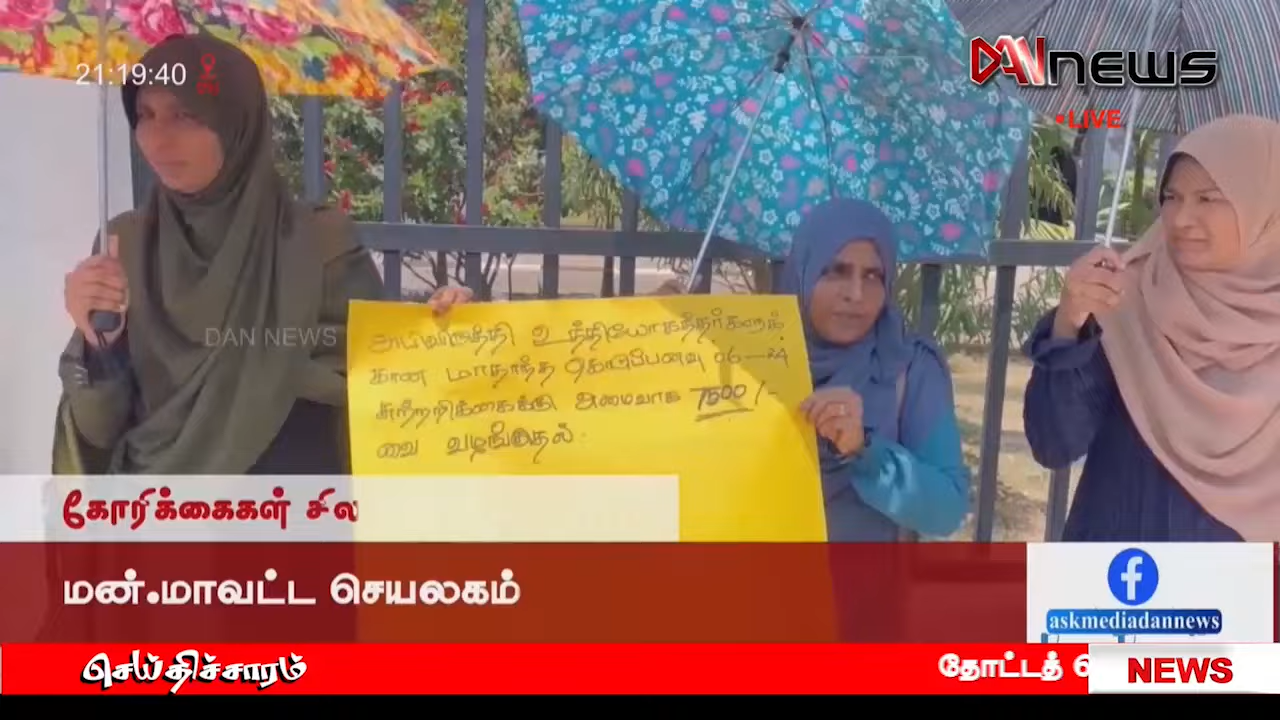 21:19:40
DAN news
LIVE
DAN NEWS
அபிவிருத்தி உத்தியோகத்தர்களுக்
கான மாதாந்த கொடுப்பனவு 06-24
சுற்றறிக்கைக்கு அமைவாக 7500/-
வை வழங்குதல்.
கோரிக்கைகள் சில
மன்.மாவட்ட செயலகம்
askmediadannews
செய்திச்சாரம்
தோட்டத்
NEWS